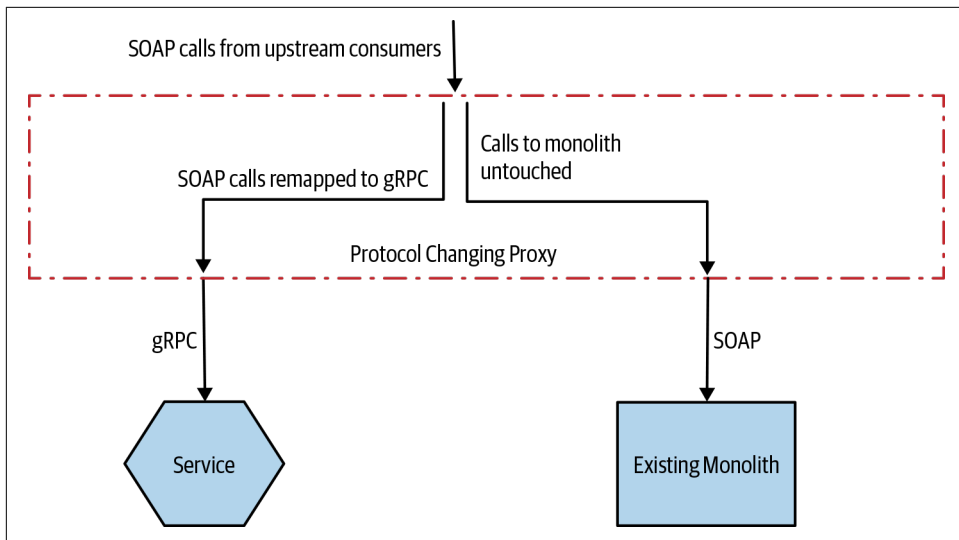 SOAP calls from upstream consumers
Calls to monolith
untouched
SOAP calls remapped to gRPC
Protocol Changing Proxy
gRPC
SOAP
Service
Existing Monolith